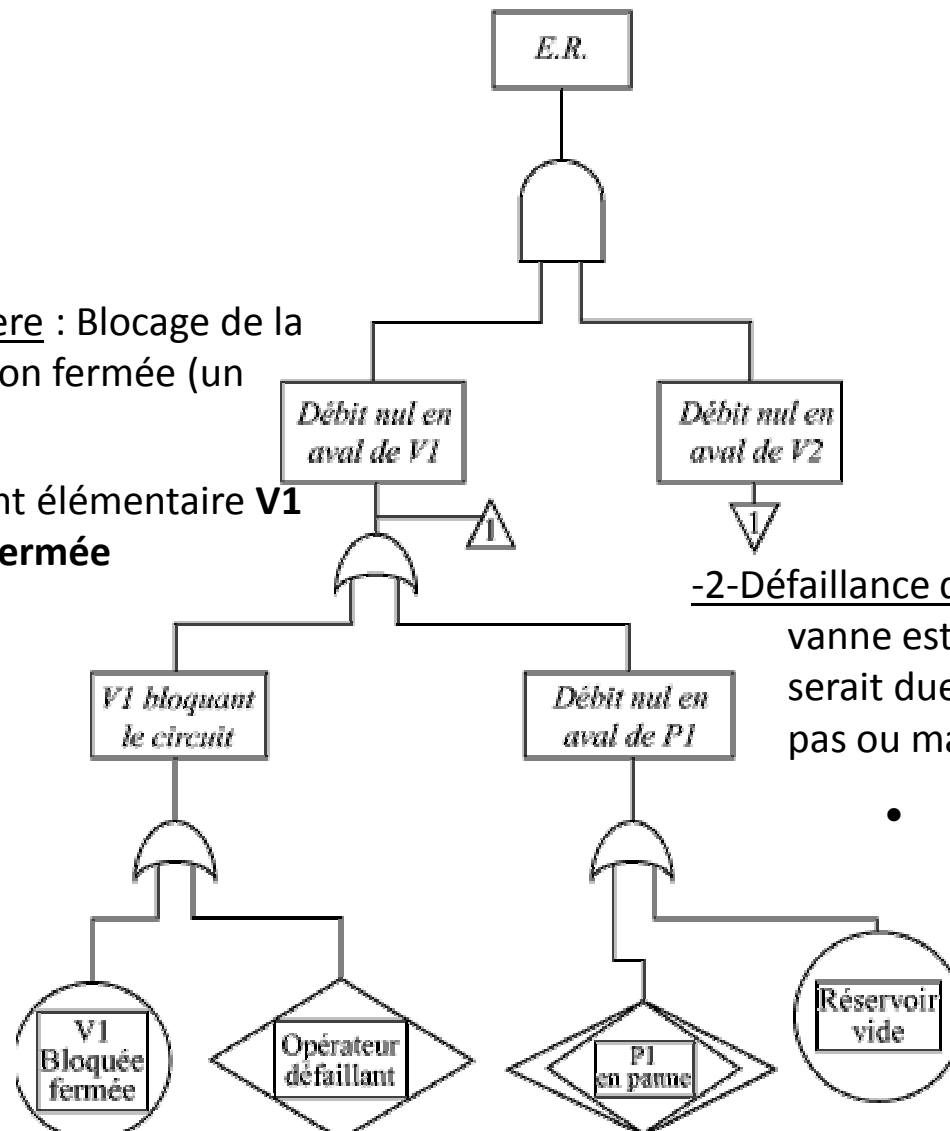 E.R.
ere : Blocage de la
on fermée (un
Débit nul en
aval de V1
Débit nul en
aval de V2
nt élémentaire V1
ermée
1
1
-2-Défaillance d
vanne est
serait due
pas ou ma
•
V1 bloquant
le circuit
Débit nul en
aval de P1
V1
Bloquée
fermée
Opérateur
défaillant
P1
en panne
Réservoir
vide